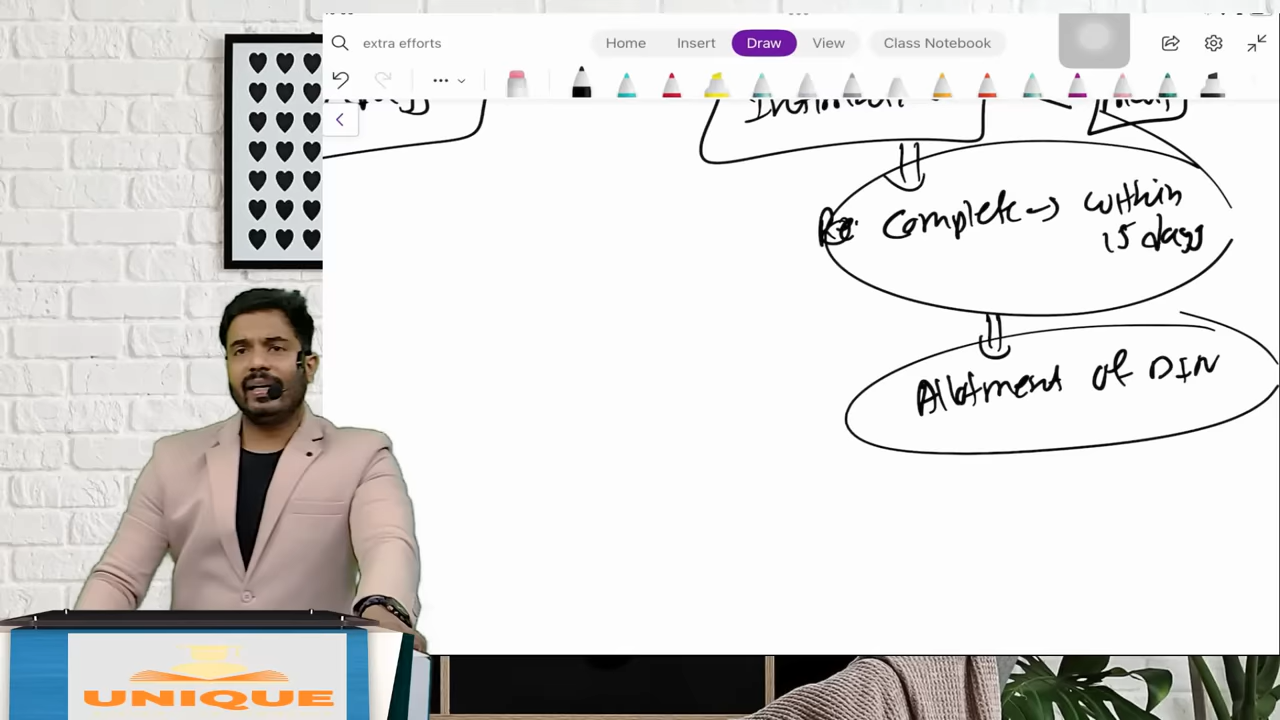 extra efforts
Home Insert Draw View Class Notebook
Complete → within
15 days
Allotment of DIN
UNIQUE